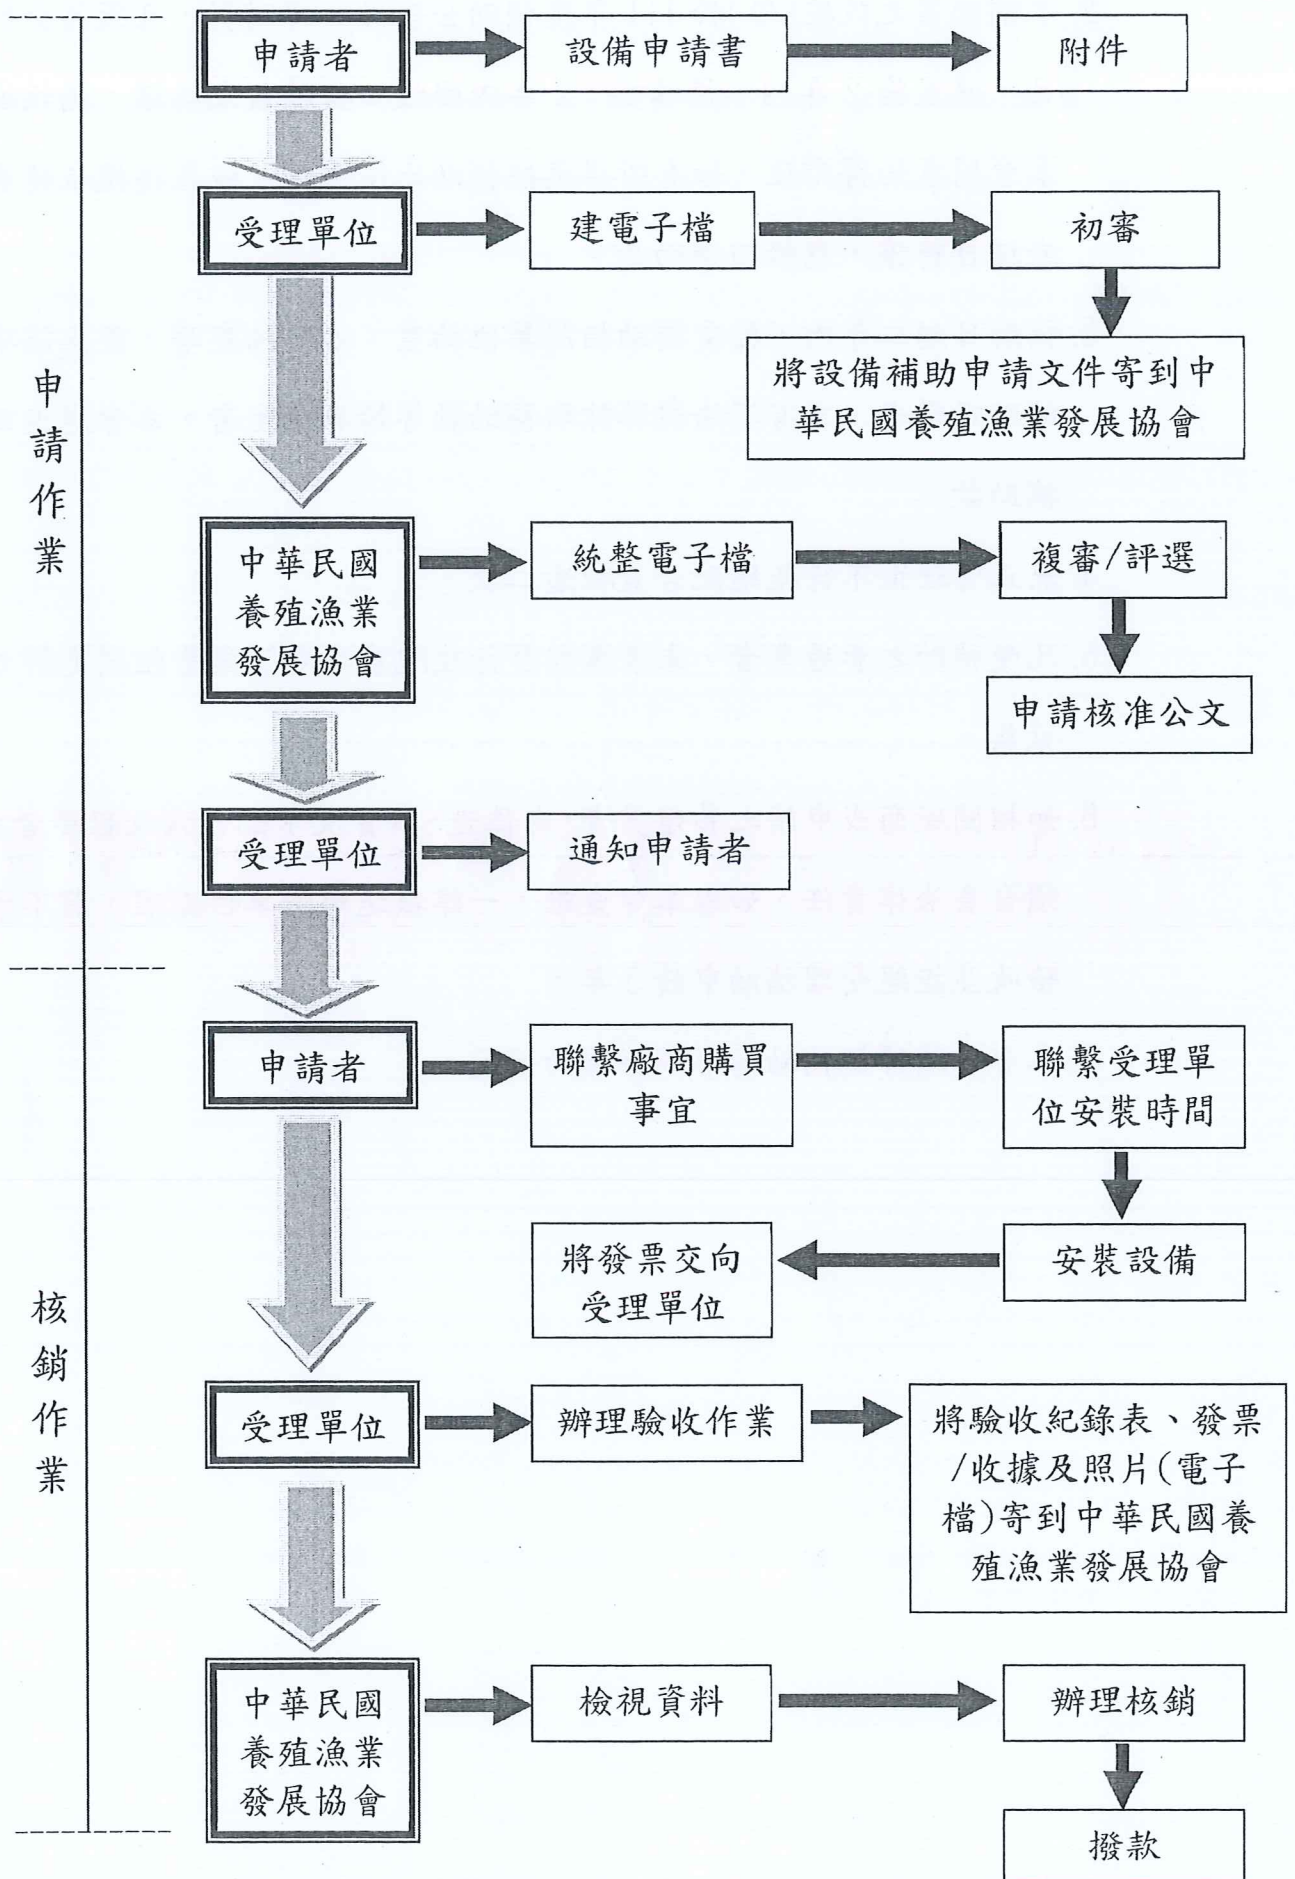 申請作業
申請者
設備申請書
附件
受理單位
建電子檔
初審
將設備補助申請文件寄到中
華民國養殖漁業發展協會
中華民國
養殖漁業
發展協會
統整電子檔
複審/評選
申請核准公文
受理單位
通知申請者
核銷作業
申請者
聯繫廠商購買
事宜
聯繫受理單
位安裝時間
安裝設備
將發票交向
受理單位
受理單位
辦理驗收作業
將驗收紀錄表、發票
/收據及照片(電子
檔)寄到中華民國養
殖漁業發展協會
中華民國
養殖漁業
發展協會
檢視資料
辦理核銷
撥款